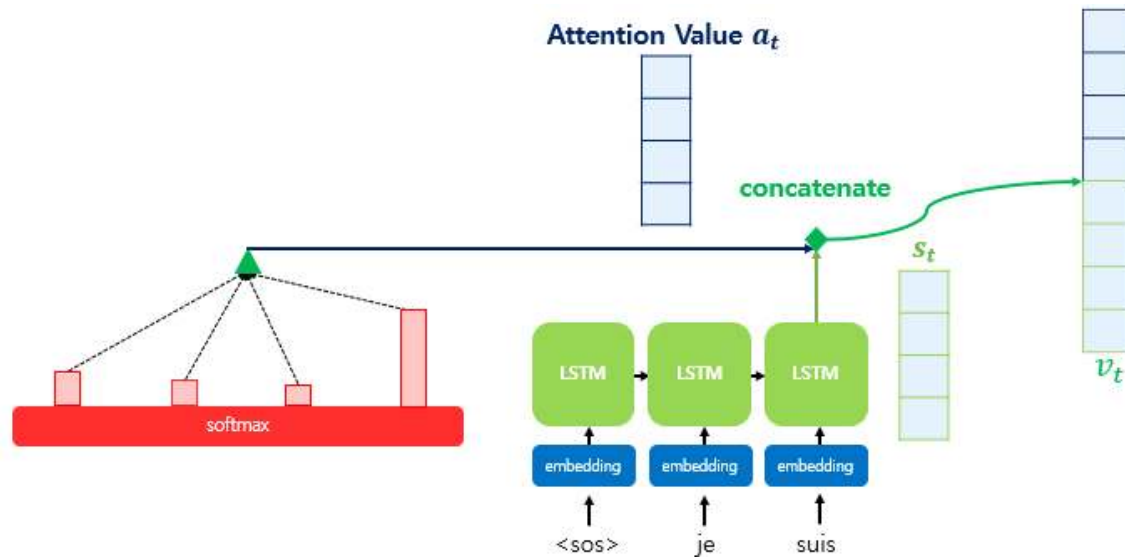 Attention Value a_t
concatenate
s_t
v_t
LSTM LSTM LSTM
softmax
embedding embedding embedding
<sos> je suis